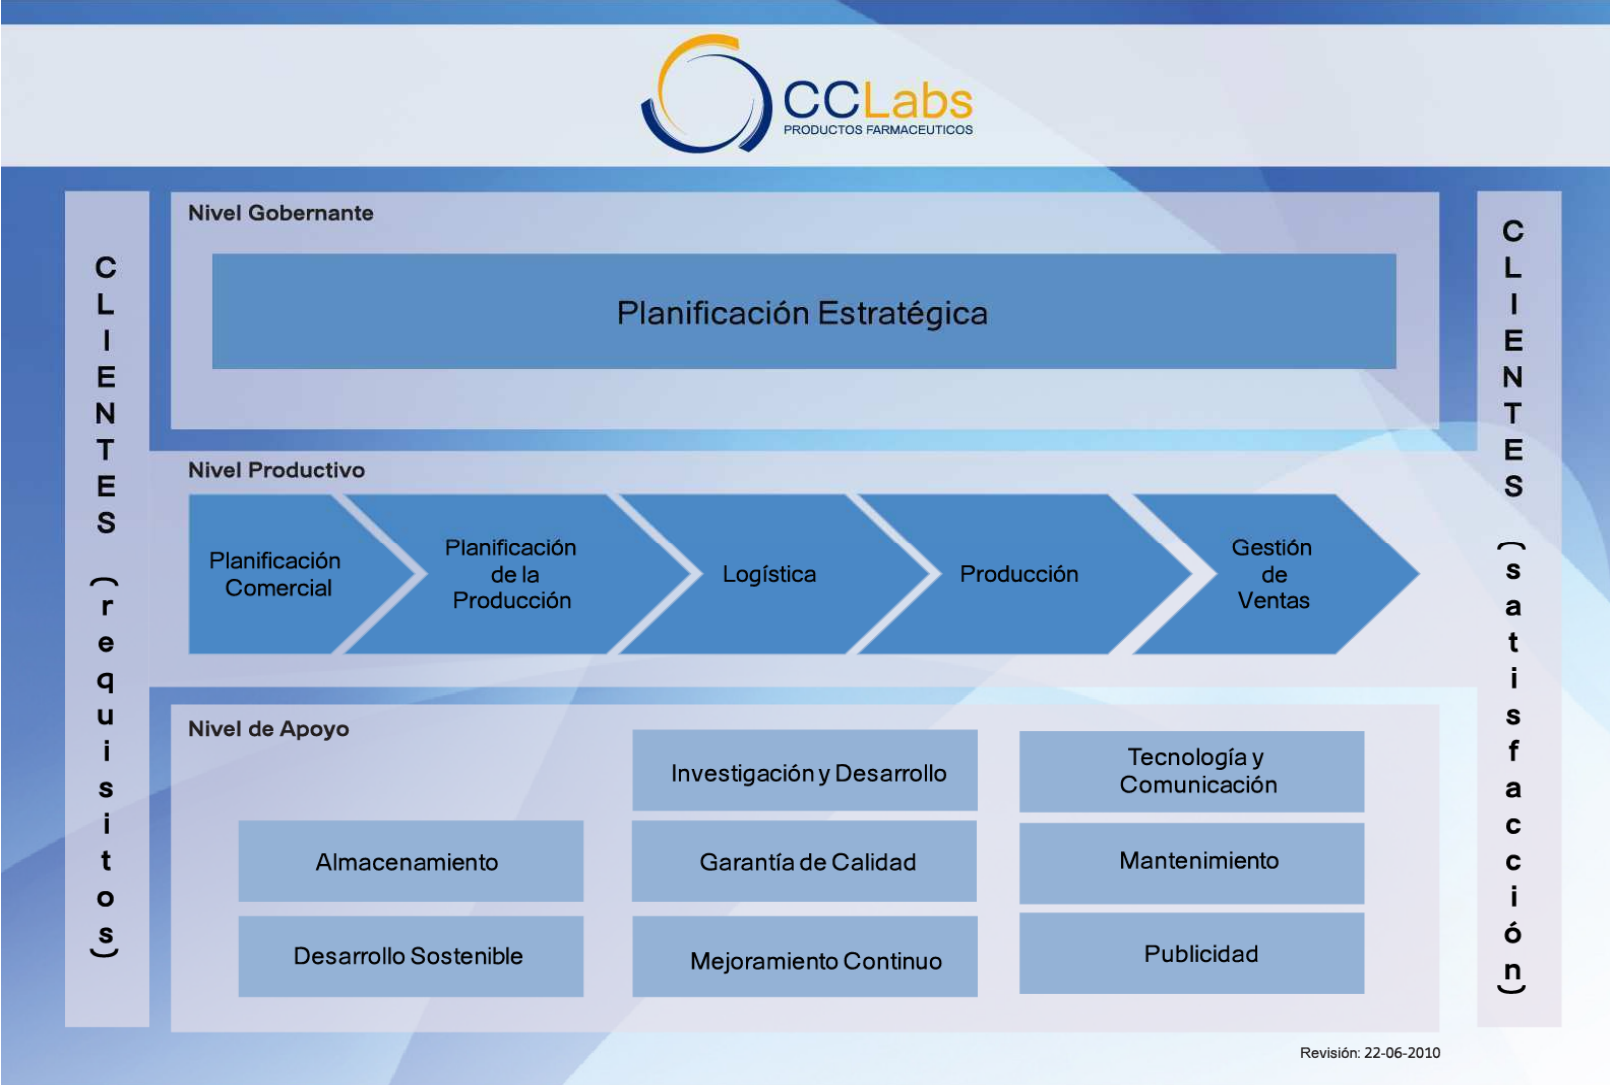 CCLabs
PRODUCTOS FARMACEUTICOS
CLIENTES (requisitos)
Nivel Gobernante
Planificación Estratégica
Nivel Productivo
Planificación
Comercial
Planificación
de la
Producción
Logística
Producción
Gestión
de
Ventas
Nivel de Apoyo
Almacenamiento
Desarrollo Sostenible
Investigación y Desarrollo
Garantía de Calidad
Mejoramiento Continuo
Tecnología y
Comunicación
Mantenimiento
Publicidad
CLIENTES (satisfacción)
Revisión: 22-06-2010